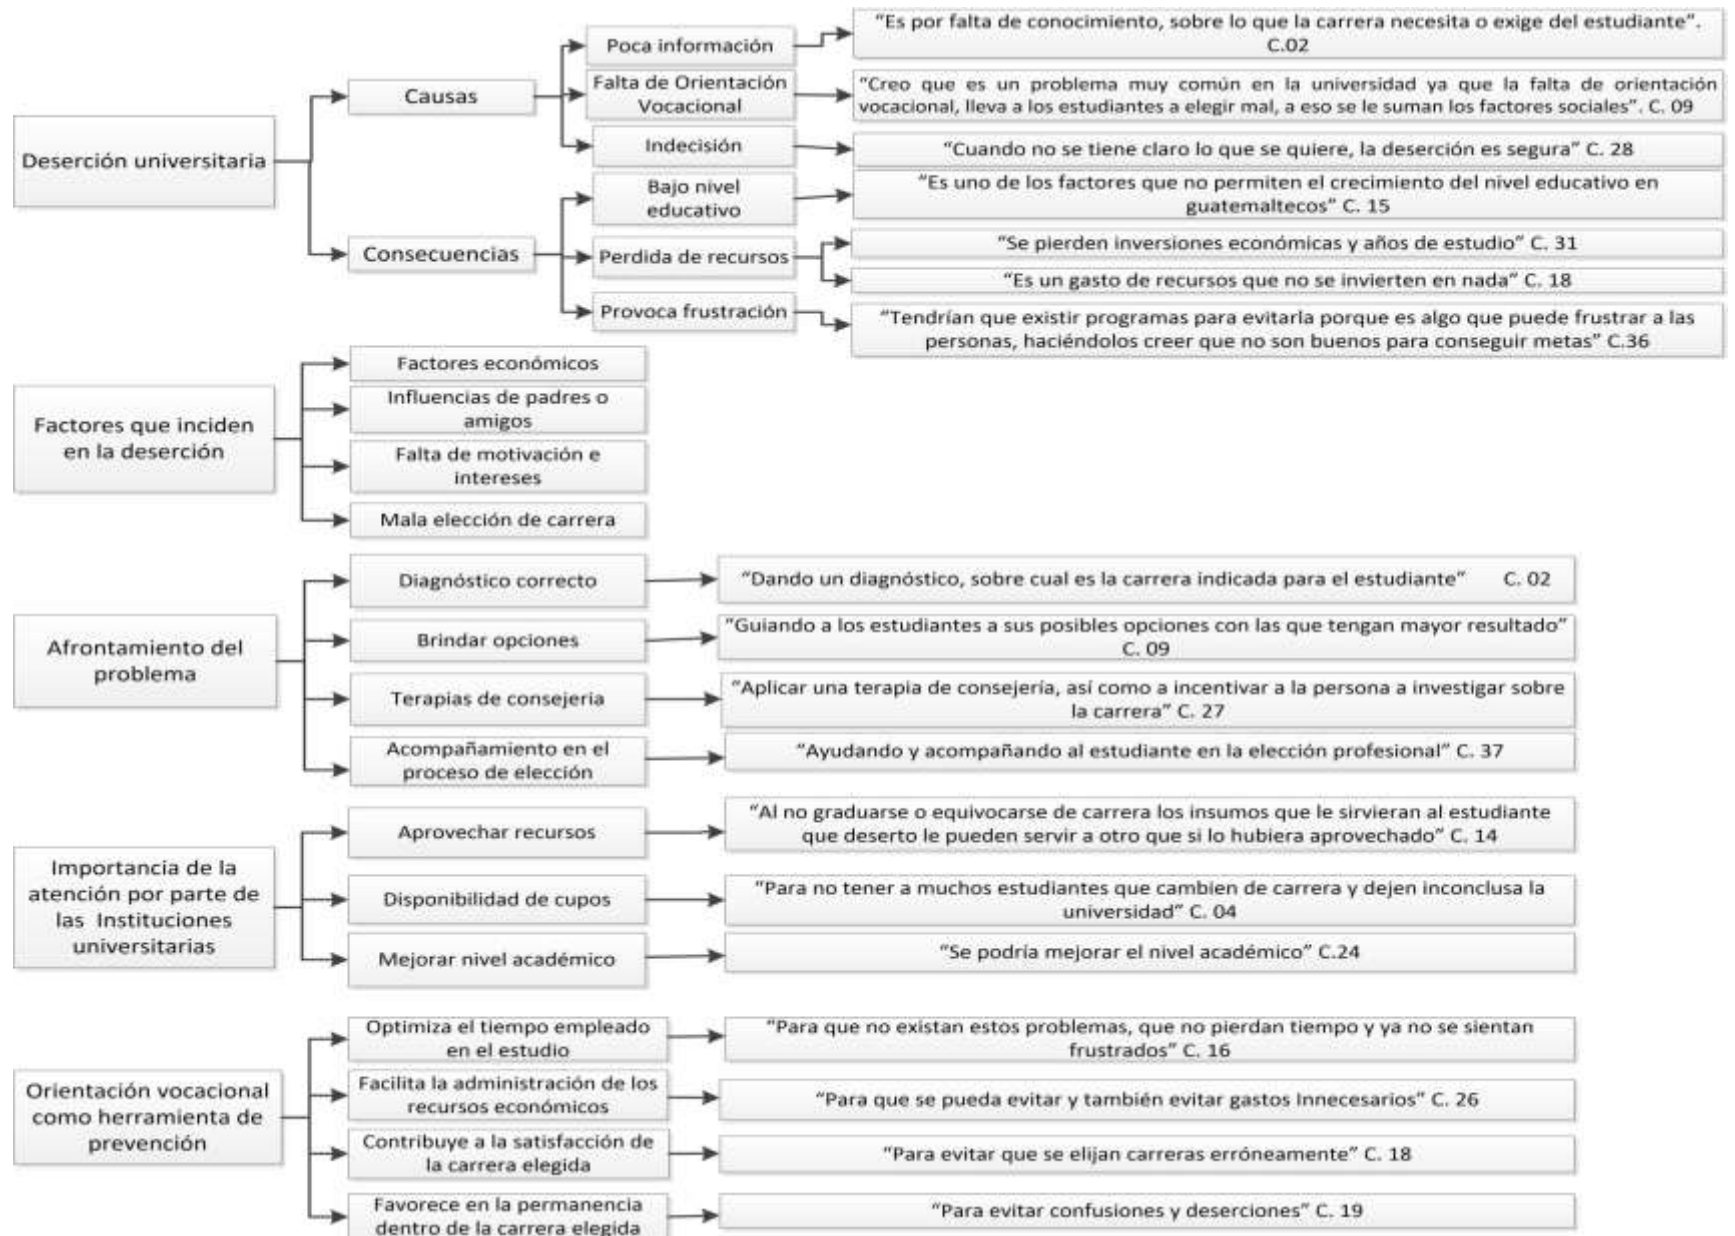 Deserción universitaria
Causas
Poca información
“Es por falta de conocimiento, sobre lo que la carrera necesita o exige del estudiante”.
C.02
Falta de Orientación
Vocacional
“Creo que es un problema muy común en la universidad ya que la falta de orientación
vocacional, lleva a los estudiantes a elegir mal, a eso se le suman los factores sociales”. C. 09
Indecisión
“Cuando no se tiene claro lo que se quiere, la deserción es segura” C. 28
Consecuencias
Bajo nivel
educativo
“Es uno de los factores que no permiten el crecimiento del nivel educativo en
guatemaltecos” C. 15
Perdida de recursos
“Se pierden inversiones económicas y años de estudio” C. 31
“Es un gasto de recursos que no se invierten en nada” C. 18
Provoca frustración
“Tendrían que existir programas para evitarla porque es algo que puede frustrar a las
personas, haciéndolos creer que no son buenos para conseguir metas” C.36
Factores que inciden
en la deserción
Factores económicos
Influencias de padres o
amigos
Falta de motivación e
intereses
Mala elección de carrera
Afrontamiento del
problema
Diagnóstico correcto
“Dando un diagnóstico, sobre cual es la carrera indicada para el estudiante” C. 02
Brindar opciones
“Guiando a los estudiantes a sus posibles opciones con las que tengan mayor resultado”
C. 09
Terapias de consejeria
“Aplicar una terapia de consejería, así como a incentivar a la persona a investigar sobre
la carrera” C. 27
Acompañamiento en el
proceso de elección
“Ayudando y acompañando al estudiante en la elección profesional” C. 37
Importancia de la
atención por parte de
las Instituciones
universitarias
Aprovechar recursos
“Al no graduarse o equivocarse de carrera los insumos que le sirvieran al estudiante
que deserto le pueden servir a otro que si lo hubiera aprovechado” C. 14
Disponibilidad de cupos
“Para no tener a muchos estudiantes que cambien de carrera y dejen inconclusa la
universidad” C. 04
Mejorar nivel académico
“Se podría mejorar el nivel académico” C.24
Orientación vocacional
como herramienta de
prevención
Optimiza el tiempo empleado
en el estudio
“Para que no existan estos problemas, que no pierdan tiempo y ya no se sientan
frustrados” C. 16
Facilita la administración de los
recursos económicos
“Para que se pueda evitar y también evitar gastos Innecesarios” C. 26
Contribuye a la satisfacción de
la carrera elegida
“Para evitar que se elijan carreras erróneamente” C. 18
Favorece en la permanencia
dentro de la carrera elegida
“Para evitar confusiones y deserciones” C. 19